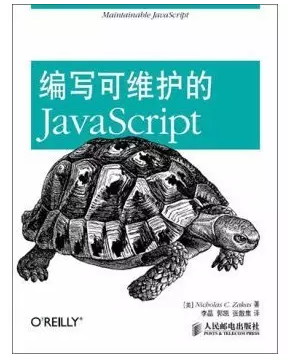 Maintainable JavaScript
编写可维护的
JavaScript
[美] Nicholas C. Zakas 著
李晶 郭凯 张散集 译
O'REILLY
人民邮电出版社
POSTS & TELECOM PRESS